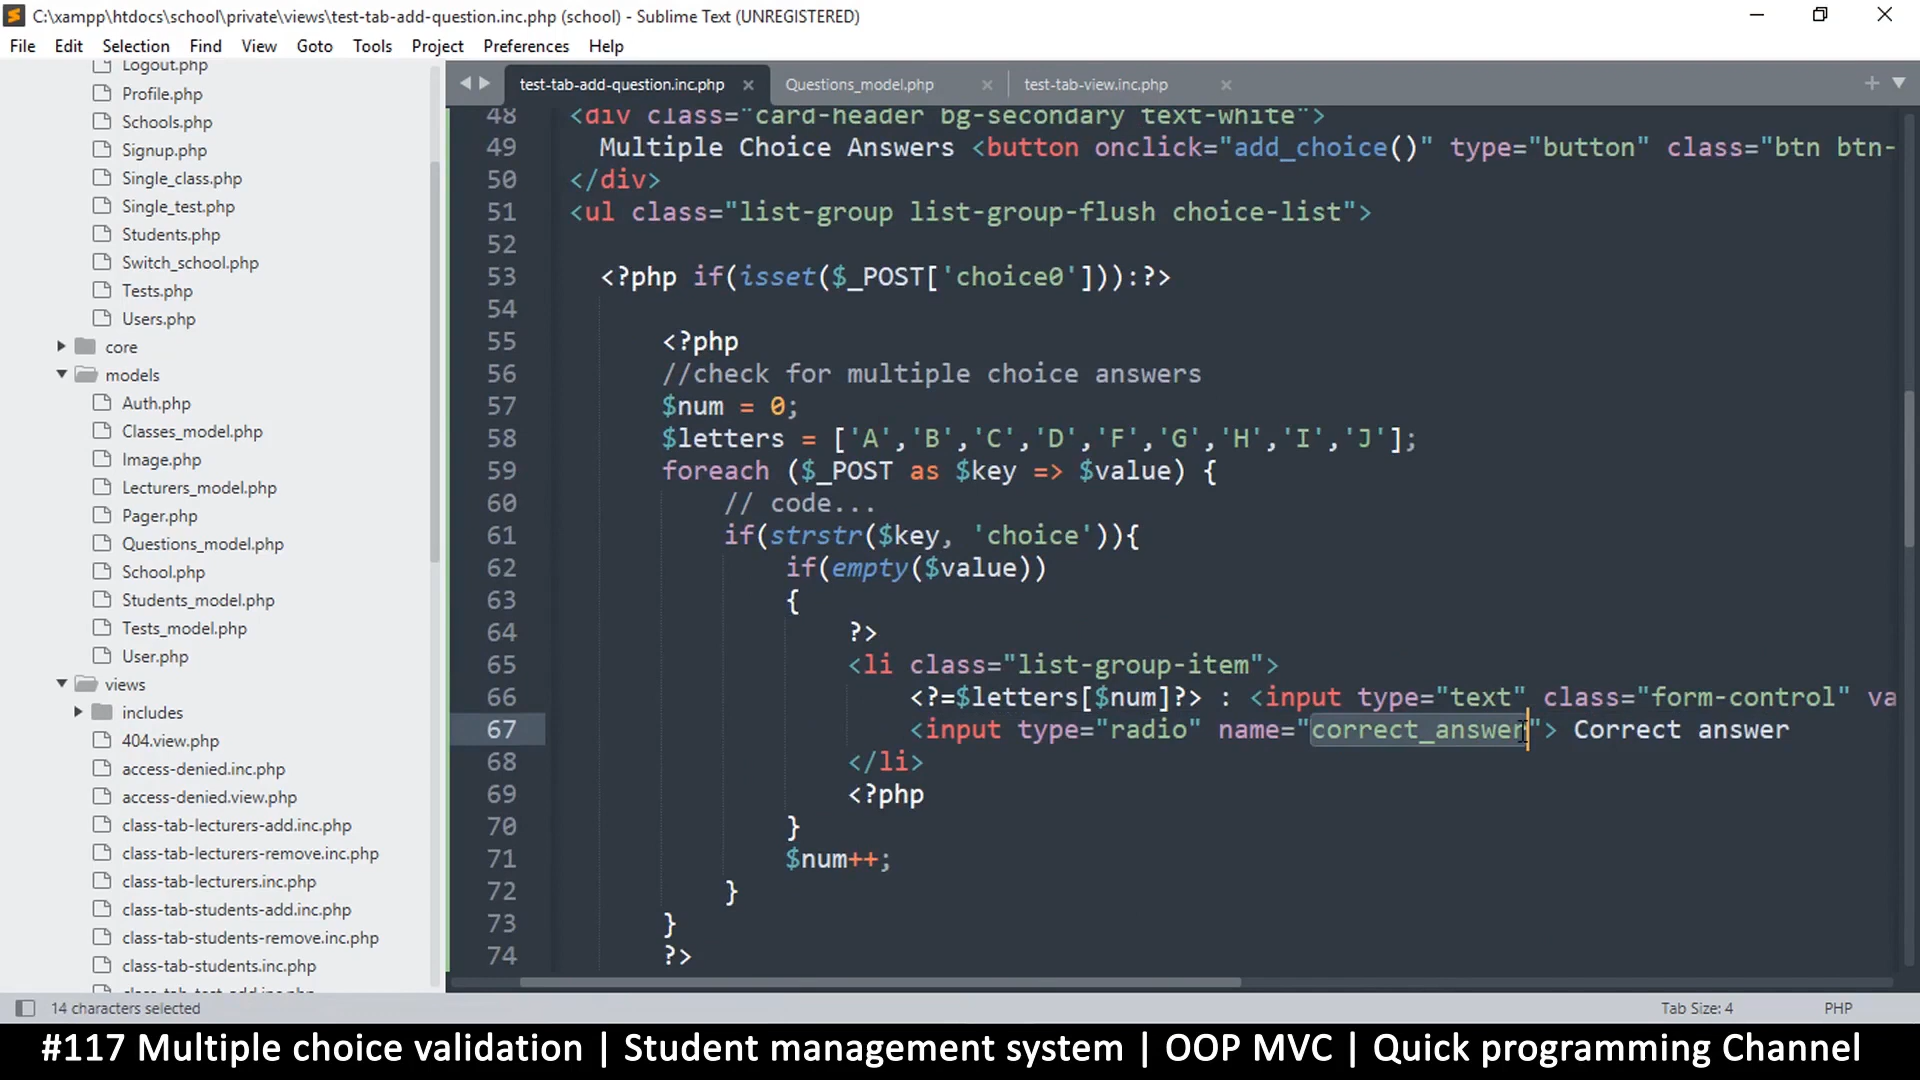 C:\xampp\htdocs\school\private\views\test-tab-add-question.inc.php (school) - Sublime Text (UNREGISTERED)
File Edit Selection Find View Goto Tools Project Preferences Help
Logout.php
Profile.php
Schools.php
Signup.php
Single_class.php
Single_test.php
Students.php
Switch_school.php
Tests.php
Users.php
core
models
Auth.php
Classes_model.php
Image.php
Lecturers_model.php
Pager.php
Questions_model.php
School.php
Students_model.php
Tests_model.php
User.php
views
includes
404.view.php
access-denied.inc.php
access-denied.view.php
class-tab-lecturers-add.inc.php
class-tab-lecturers-remove.inc.php
class-tab-lecturers.inc.php
class-tab-students-add.inc.php
class-tab-students-remove.inc.php
class-tab-students.inc.php
test-tab-add-question.inc.php Questions_model.php test-tab-view.inc.php
48 <div class="card-header bg-secondary text-white">
49 Multiple Choice Answers <button onclick="add_choice()" type="button" class="btn btn-
50 </div>
51 <ul class="list-group list-group-flush choice-list">
52
53 <?php if(isset($_POST['choice0'])):?>
54
55 <?php
56 //check for multiple choice answers
57 $num = 0;
58 $letters = ['A','B','C','D','F','G','H','I','J'];
59 foreach ($_POST as $key => $value) {
60 // code...
61 if(strstr($key, 'choice')){
62 if(empty($value))
63 {
64 ?>
65 <li class="list-group-item">
66 <?=$letters[$num]?> : <input type="text" class="form-control" va
67 <input type="radio" name="correct_answer"> Correct answer
68 </li>
69 <?php
70 }
71 $num++;
72 }
73 }
74 ?>
14 characters selected Tab Size: 4 PHP
#117 Multiple choice validation | Student management system | OOP MVC | Quick programming Channel